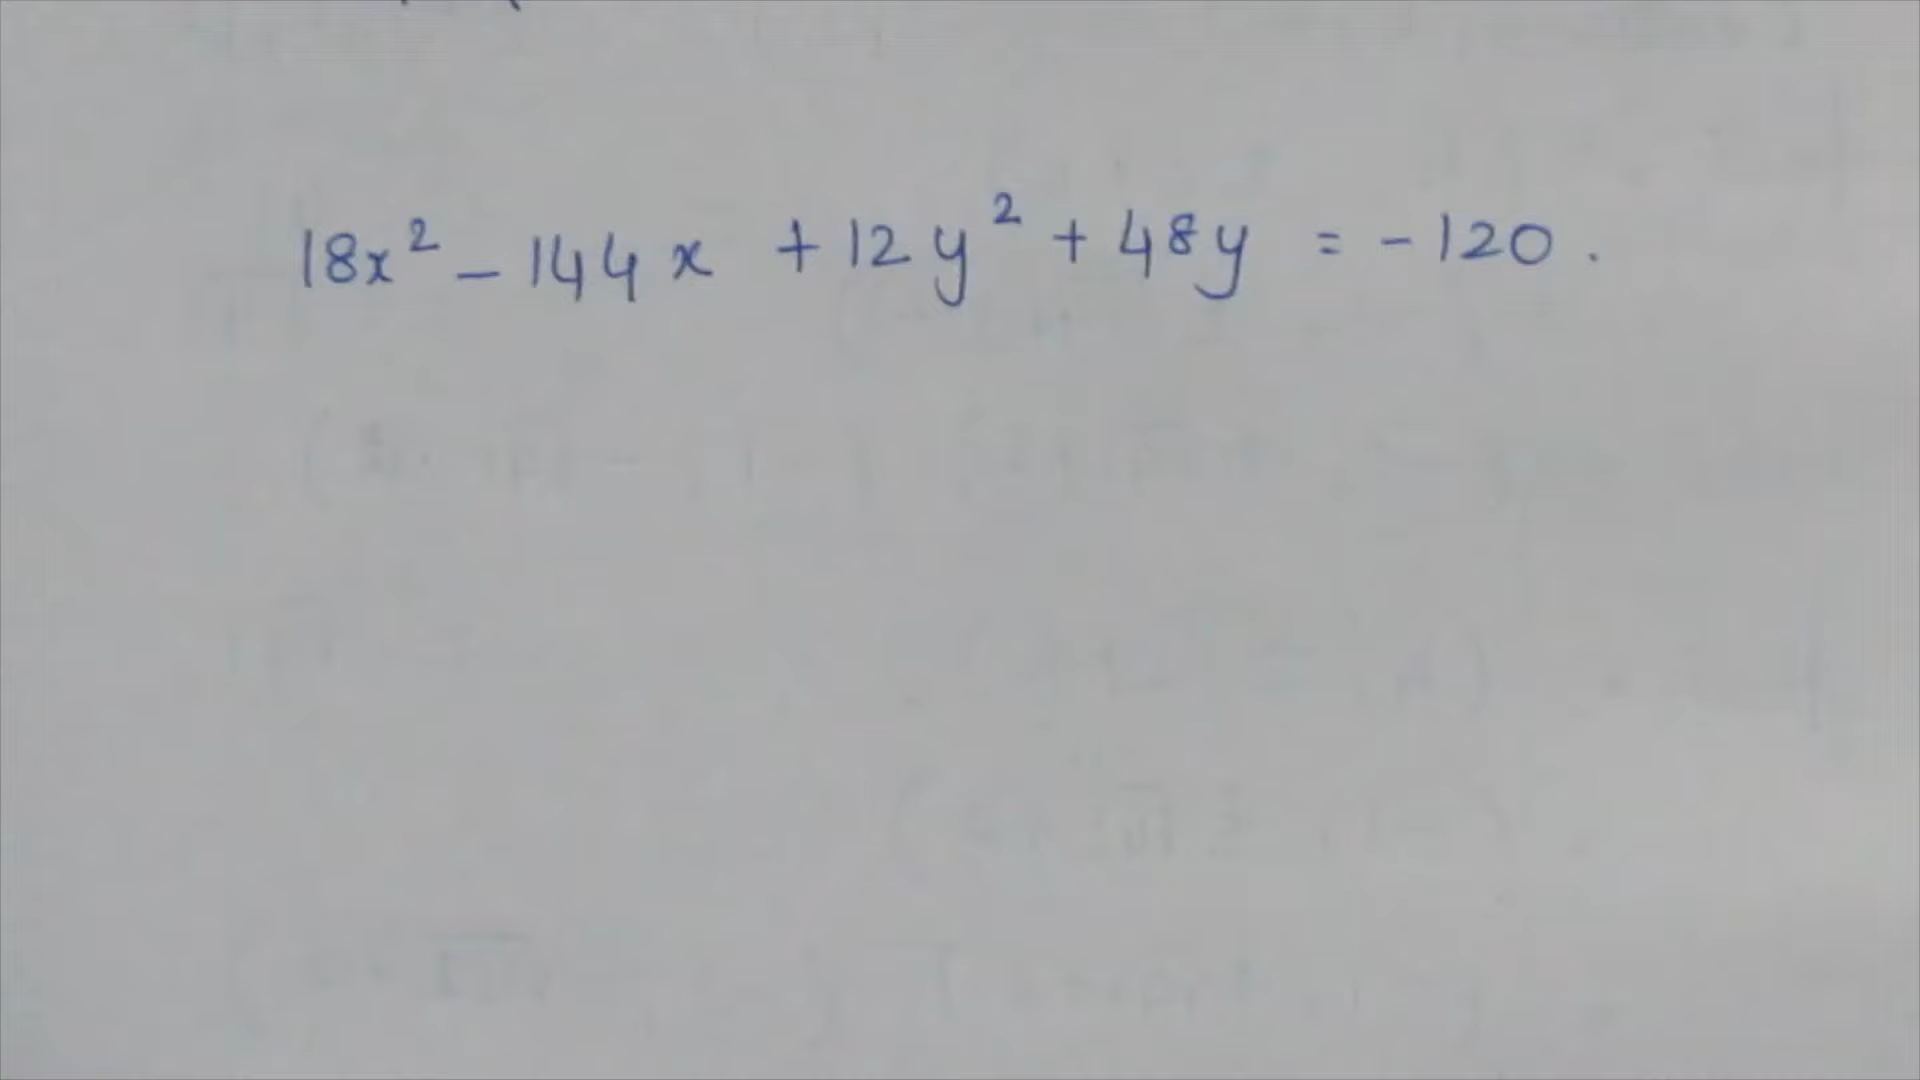 18x² - 144x + 12y² + 48y = -120.